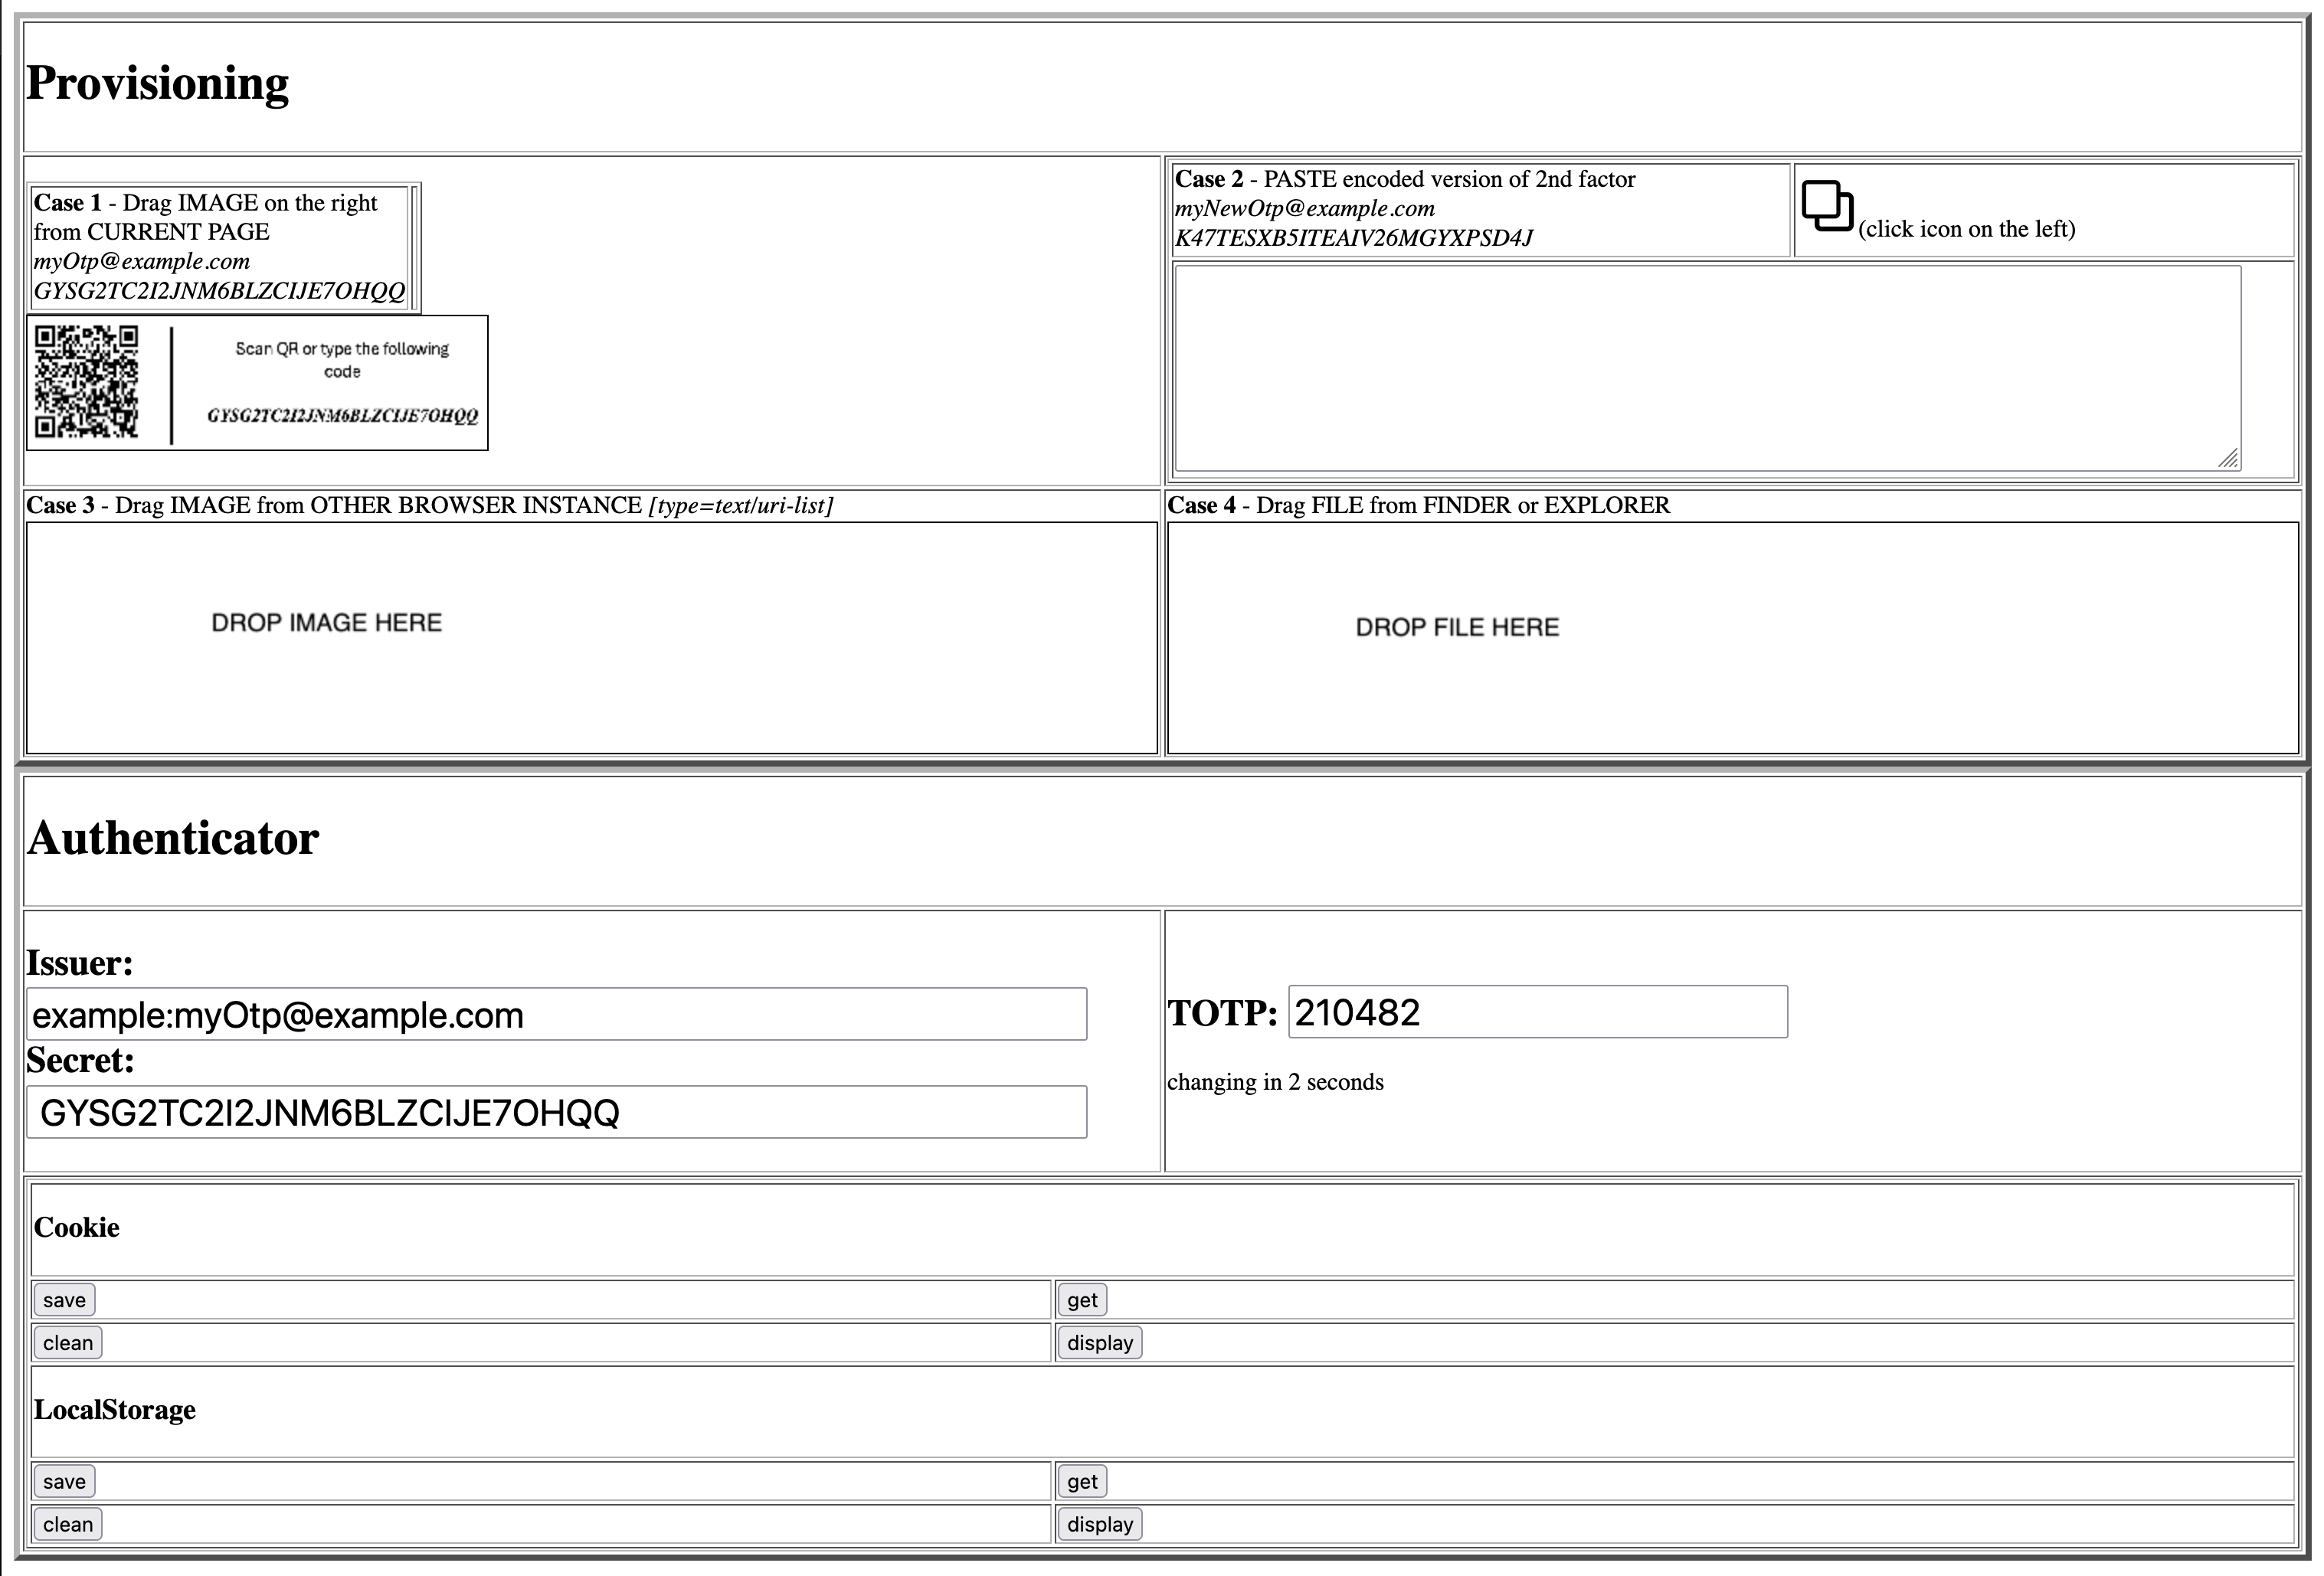 Provisioning
Case 1 - Drag IMAGE on the right
from CURRENT PAGE
myOtp@example.com
GYSG2TC2I2JNM6BLZCIJE7OHQQ
Scan QR or type the following
code
GYSG2TC2I2JNM6BLZCIJE7OHQQ
Case 2 - PASTE encoded version of 2nd factor
myNewOtp@example.com
K47TESXB5ITEAIV26MGYXPSD4J
(click icon on the left)
Case 3 - Drag IMAGE from OTHER BROWSER INSTANCE [type=text/uri-list]
DROP IMAGE HERE
Case 4 - Drag FILE from FINDER or EXPLORER
DROP FILE HERE
Authenticator
Issuer:
example:myOtp@example.com
Secret:
GYSG2TC2I2JNM6BLZCIJE7OHQQ
TOTP: 210482
changing in 2 seconds
Cookie
save
get
clean
display
LocalStorage
save
get
clean
display